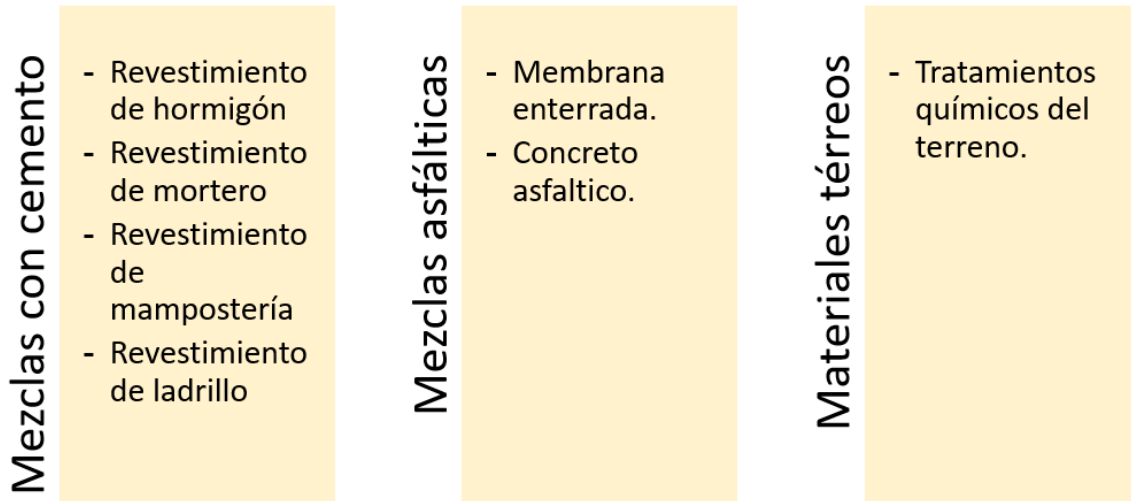 Mezclas con cemento
- Revestimiento
de hormigón
- Revestimiento
de mortero
- Revestimiento
de
mampostería
- Revestimiento
de ladrillo
Mezclas asfálticas
- Membrana
enterrada.
- Concreto
asfaltico.
Materiales térreos
- Tratamientos
químicos del
terreno.